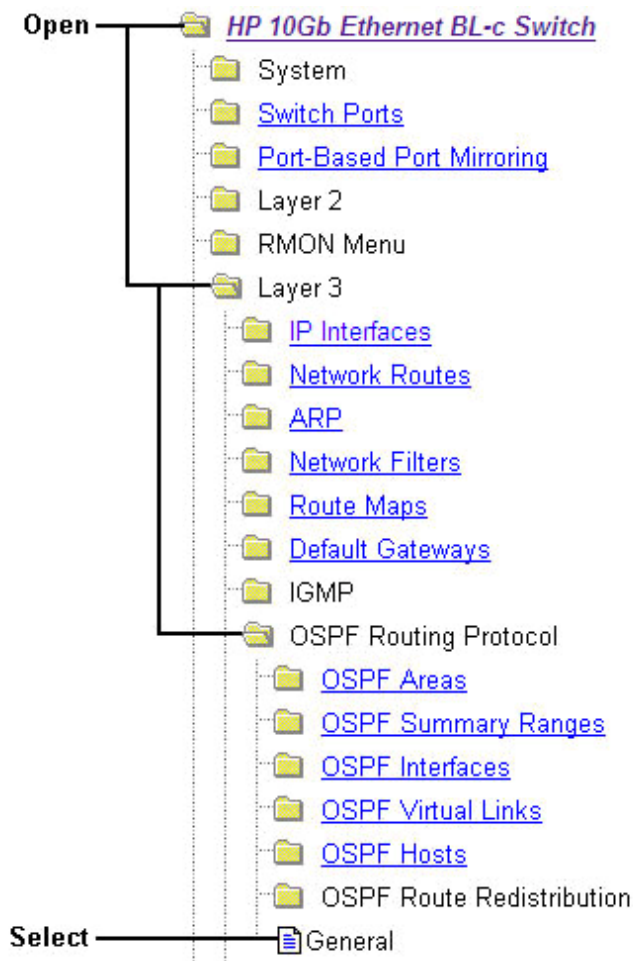 Open HP 10Gb Ethernet BL-c Switch
System
Switch Ports
Port-Based Port Mirroring
Layer 2
RMON Menu
Layer 3
IP Interfaces
Network Routes
ARP
Network Filters
Route Maps
Default Gateways
IGMP
OSPF Routing Protocol
OSPF Areas
OSPF Summary Ranges
OSPF Interfaces
OSPF Virtual Links
OSPF Hosts
OSPF Route Redistribution
Select General